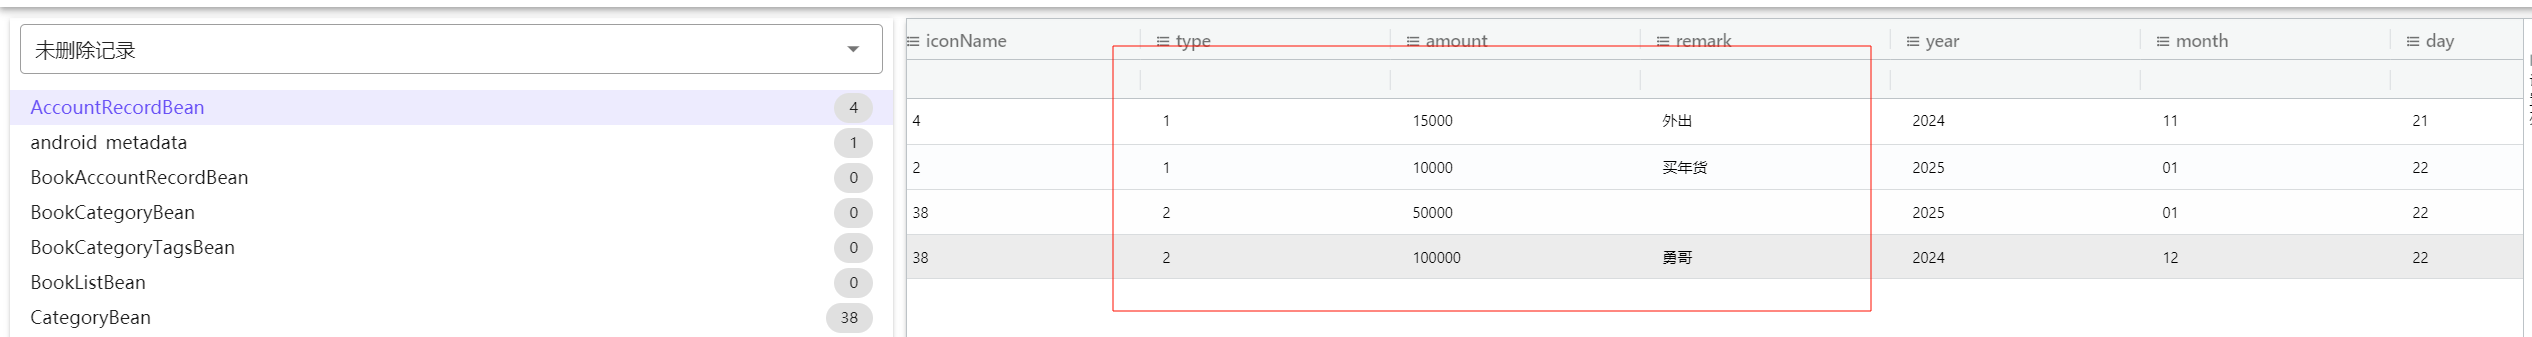 未删除记录
AccountRecordBean 4
android_metadata 1
BookAccountRecordBean 0
BookCategoryBean 0
BookCategoryTagsBean 0
BookListBean 0
CategoryBean 38
iconName type amount remark year month day
4 1 15000 外出 2024 11 21
2 1 10000 买年货 2025 01 22
38 2 50000 2025 01 22
38 2 100000 勇哥 2024 12 22